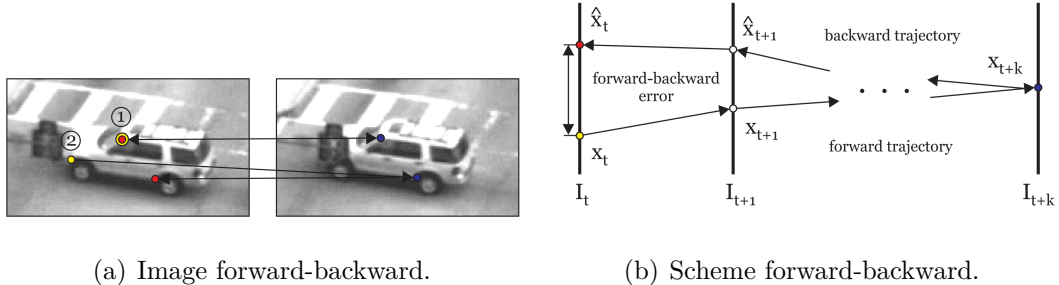 ①
②
x̂ₜ
x̂ₜ₊₁
backward trajectory
xₜ₊ₖ
forward-backward
error
xₜ
xₜ₊₁
forward trajectory
Iₜ
Iₜ₊₁
Iₜ₊ₖ
(a) Image forward-backward.
(b) Scheme forward-backward.